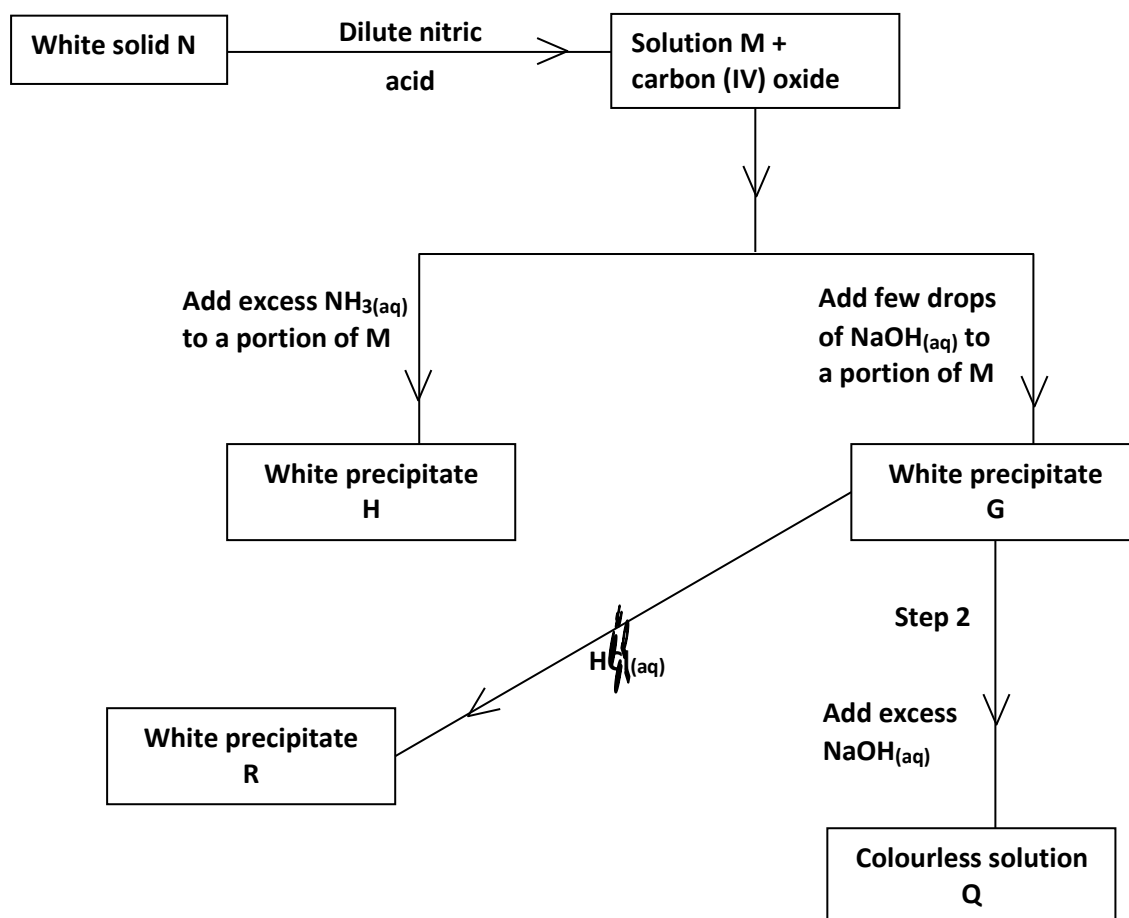 White solid N
Dilute nitric
acid
Solution M +
carbon (IV) oxide
Add excess NH3(aq)
to a portion of M
Add few drops
of NaOH(aq) to
a portion of M
White precipitate
H
White precipitate
G
Step 2
(aq)
Add excess
NaOH(aq)
White precipitate
R
Colourless solution
Q